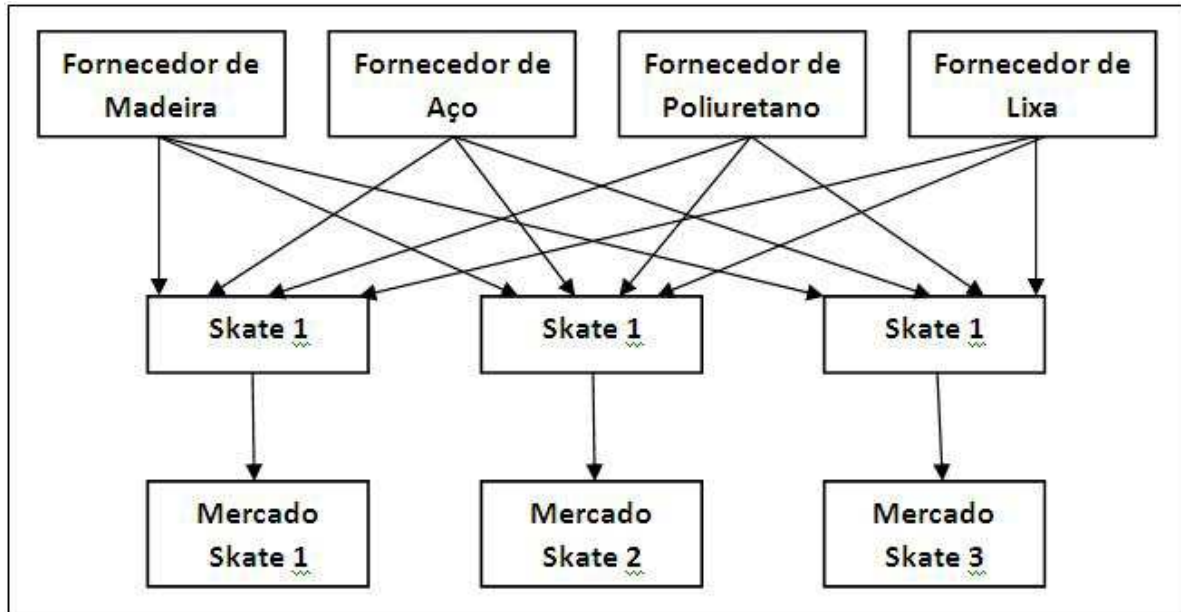 Fornecedor de
Madeira
Fornecedor de
Aço
Fornecedor de
Poliuretano
Fornecedor de
Lixa
Skate 1
Skate 1
Skate 1
Mercado
Skate 1
Mercado
Skate 2
Mercado
Skate 3